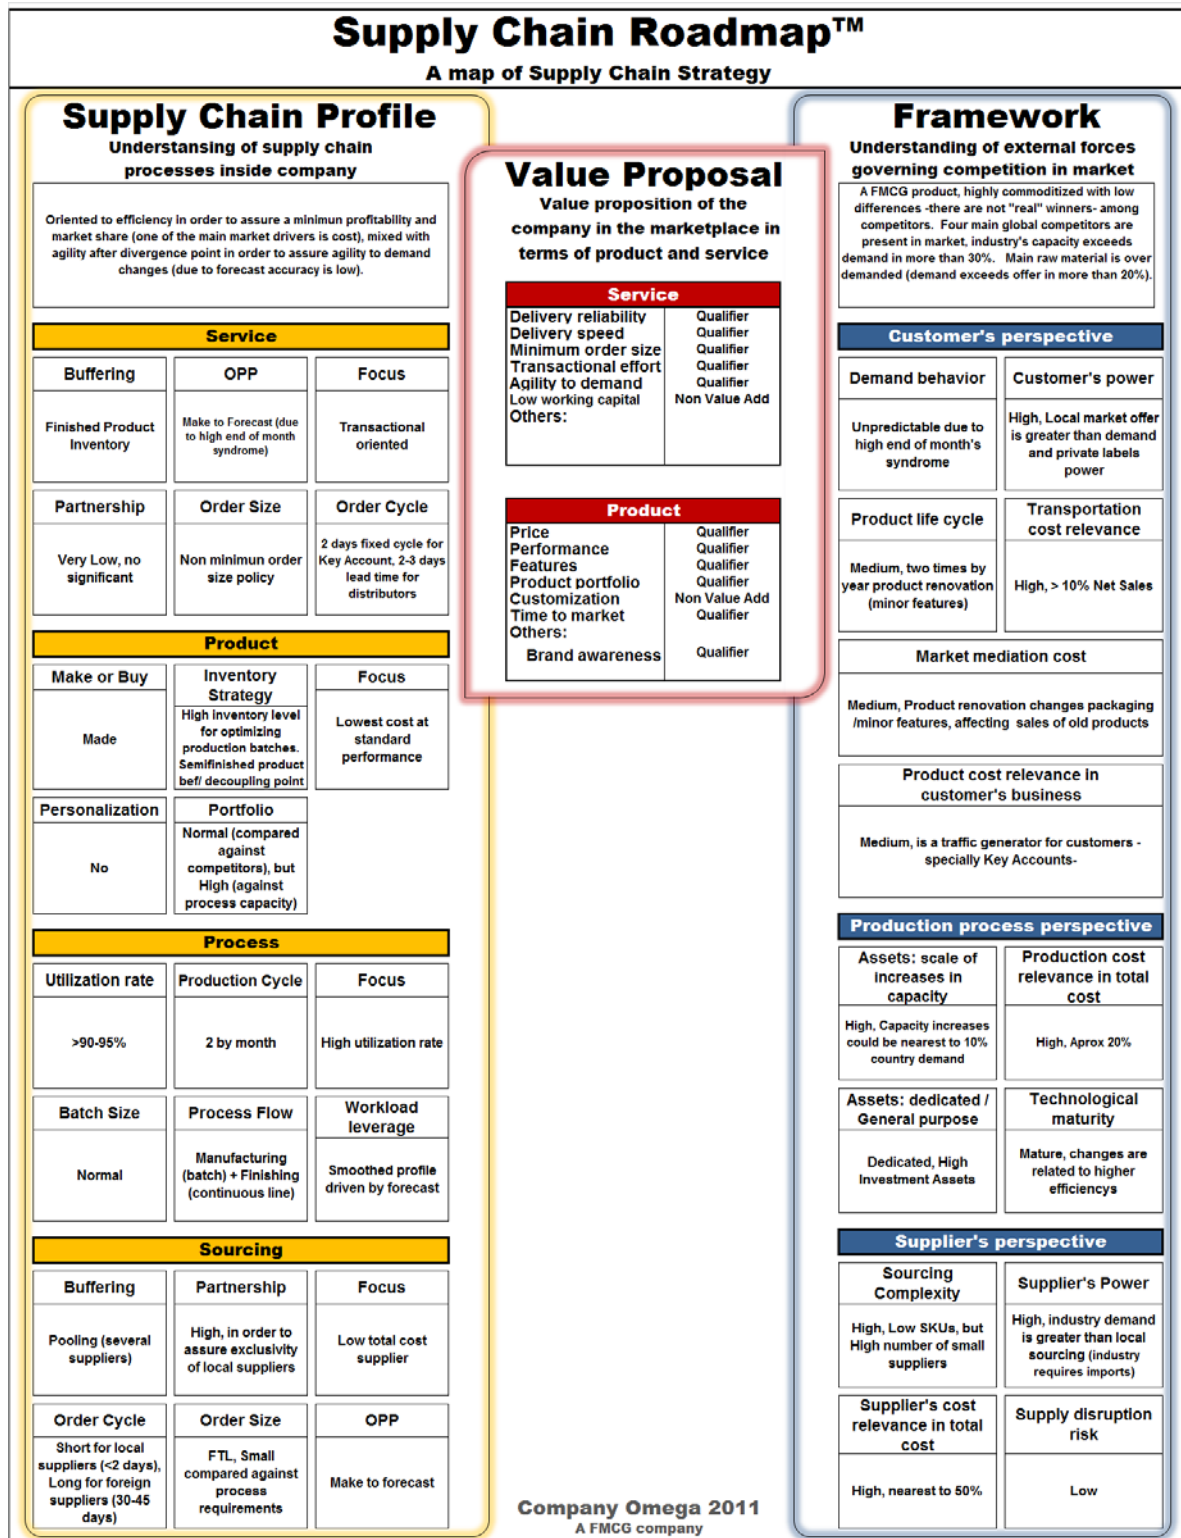 Supply Chain Roadmap™
A map of Supply Chain Strategy
Supply Chain Profile
Understansing of supply chain
processes inside company
Oriented to efficiency in order to assure a minimun profitability and
market share (one of the main market drivers is cost), mixed with
agility after divergence point in order to assure agility to demand
changes (due to forecast accuracy is low).
Service
Buffering
Finished Product
Inventory
OPP
Make to Forecast (due
to high end of month
syndrome)
Focus
Transactional
oriented
Partnership
Very Low, no
significant
Order Size
Non minimun order
size policy
Order Cycle
2 days fixed cycle for
Key Account, 2-3 days
lead time for
distributors
Product
Make or Buy
Made
Inventory
Strategy
High inventory level
for optimizing
production batches.
Semifinished product
bef/ decoupling point
Focus
Lowest cost at
standard
performance
Personalization
No
Portfolio
Normal (compared
against
competitors), but
High (against
process capacity)
Process
Utilization rate
>90-95%
Production Cycle
2 by month
Focus
High utilization rate
Batch Size
Normal
Process Flow
Manufacturing
(batch) + Finishing
(continuous line)
Workload
leverage
Smoothed profile
driven by forecast
Sourcing
Buffering
Pooling (several
suppliers)
Partnership
High, in order to
assure exclusivity
of local suppliers
Focus
Low total cost
supplier
Order Cycle
Short for local
suppliers (<2 days),
Long for foreign
suppliers (30-45
days)
Order Size
FTL, Small
compared against
process
requirements
OPP
Make to forecast
Value Proposal
Value proposition of the
company in the marketplace in
terms of product and service
Service
Delivery reliability Qualifier
Delivery speed Qualifier
Minimum order size Qualifier
Transactional effort Qualifier
Agility to demand Qualifier
Low working capital Non Value Add
Others:
Product
Price Qualifier
Performance Qualifier
Features Qualifier
Product portfolio Qualifier
Customization Non Value Add
Time to market Qualifier
Others:
Brand awareness Qualifier
Company Omega 2011
A FMCG company
Framework
Understanding of external forces
governing competition in market
A FMCG product, highly commoditized with low
differences -there are not "real" winners- among
competitors. Four main global competitors are
present in market, industry's capacity exceeds
demand in more than 30%. Main raw material is over
demanded (demand exceeds offer in more than 20%).
Customer's perspective
Demand behavior
Unpredictable due to
high end of month's
syndrome
Customer's power
High, Local market offer
is greater than demand
and private labels
power
Product life cycle
Medium, two times by
year product renovation
(minor features)
Transportation
cost relevance
High, > 10% Net Sales
Market mediation cost
Medium, Product renovation changes packaging
/minor features, affecting sales of old products
Product cost relevance in
customer's business
Medium, is a traffic generator for customers -
specially Key Accounts-
Production process perspective
Assets: scale of
increases in
capacity
High, Capacity increases
could be nearest to 10%
country demand
Production cost
relevance in total
cost
High, Aprox 20%
Assets: dedicated /
General purpose
Dedicated, High
Investment Assets
Technological
maturity
Mature, changes are
related to higher
efficiencys
Supplier's perspective
Sourcing
Complexity
High, Low SKUs, but
High number of small
suppliers
Supplier's Power
High, industry demand
is greater than local
sourcing (industry
requires imports)
Supplier's cost
relevance in total
cost
High, nearest to 50%
Supply disruption
risk
Low